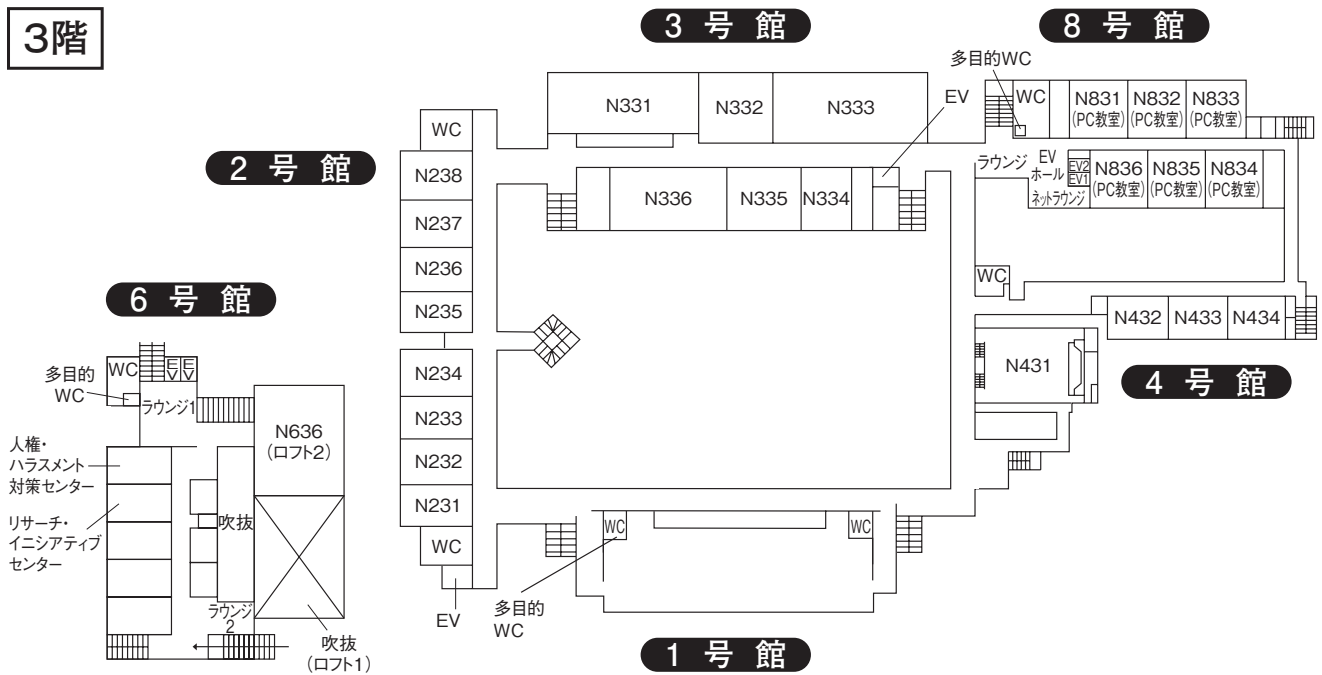 3階
3 号 館
8 号 館
多目的WC
EV
N331
N332
N333
WC
N831
(PC教室)
N832
(PC教室)
N833
(PC教室)
2 号 館
WC
N238
N237
N236
N235
N234
N233
N232
N231
WC
EV
N336
N335
N334
ラウンジ
EV
ホール
EV2
EV1
ネットラウンジ
N836
(PC教室)
N835
(PC教室)
N834
(PC教室)
WC
N432
N433
N434
N431
4 号 館
6 号 館
WC
EV
EV
多目的
WC
ラウンジ1
N636
(ロフト2)
人権・
ハラスメント
対策センター
リサーチ・
イニシアティブ
センター
吹抜
ラウンジ
2
吹抜
(ロフト1)
WC
WC
多目的
WC
1 号 館